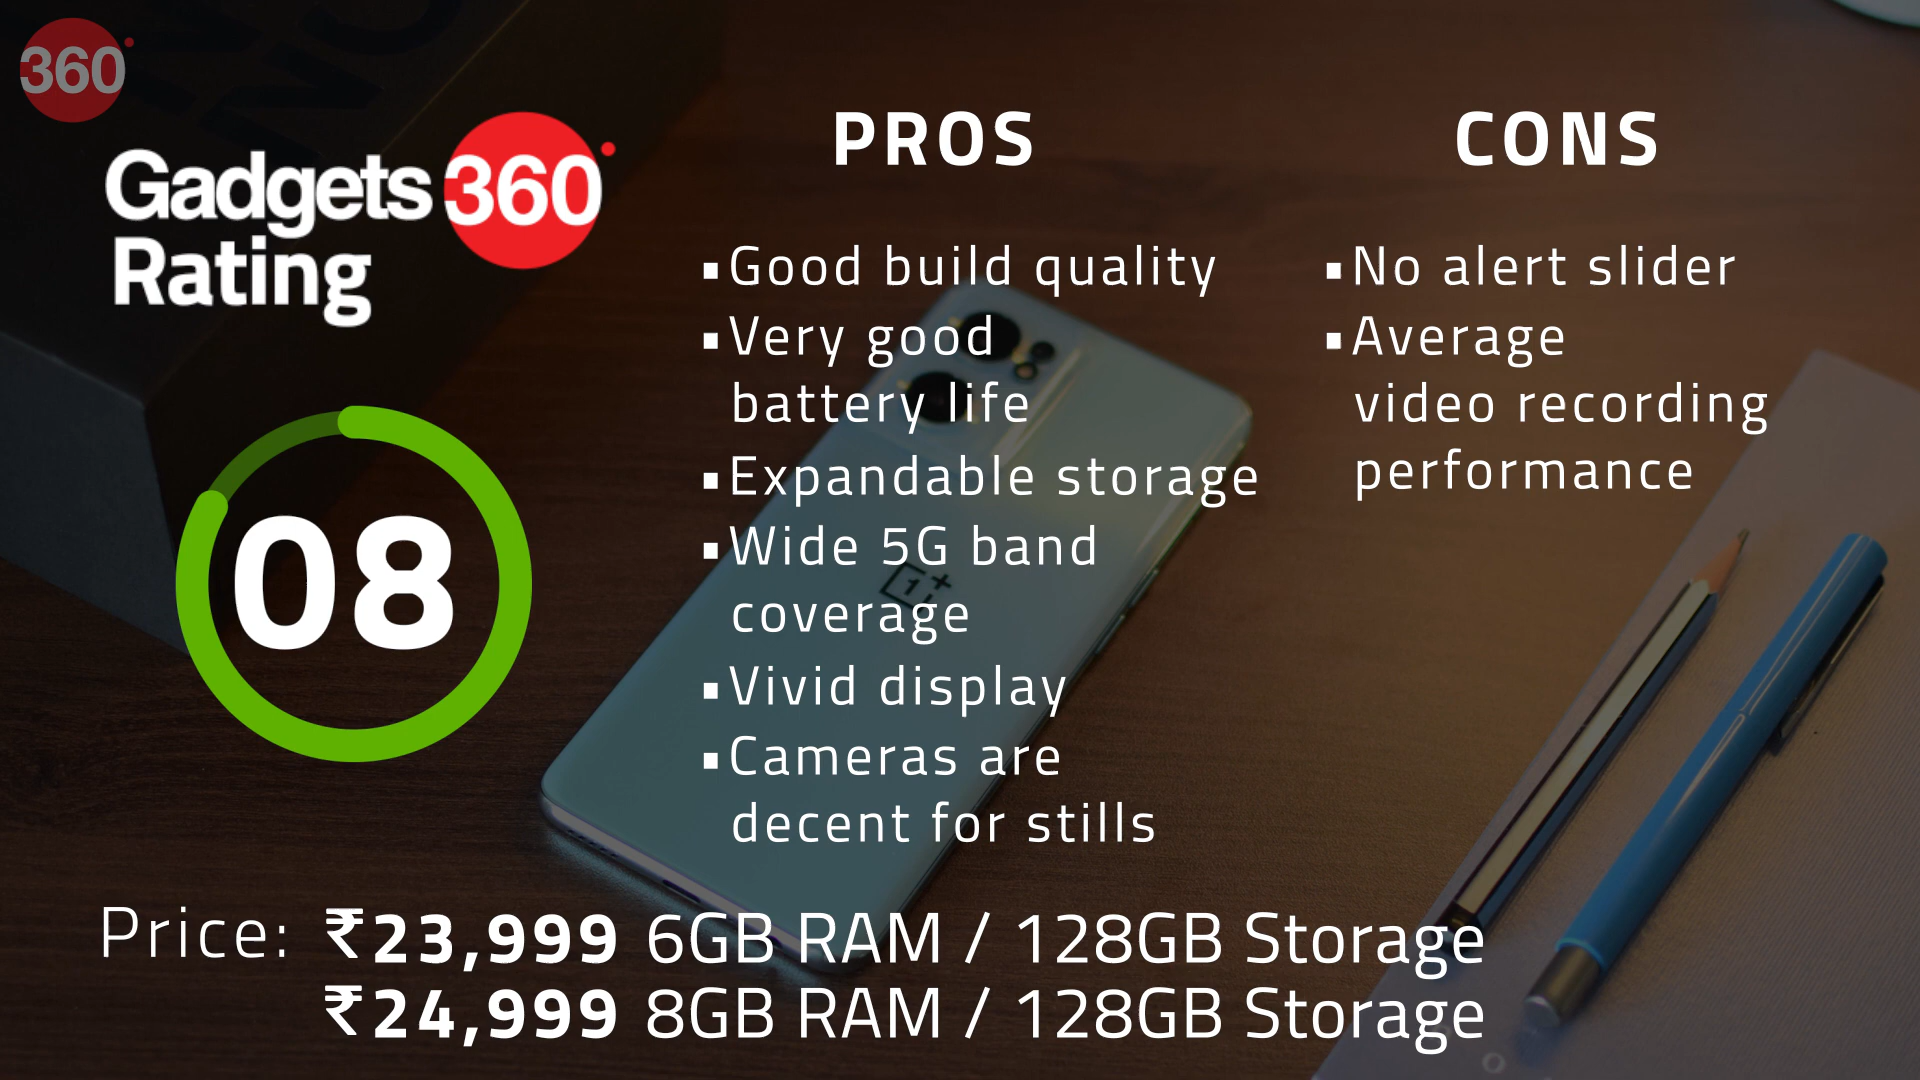 360
Gadgets 360
Rating
08
PROS
▪Good build quality
▪Very good
battery life
▪Expandable storage
▪Wide 5G band
coverage
▪Vivid display
▪Cameras are
decent for stills
CONS
▪No alert slider
▪Average
video recording
performance
Price: ₹23,999 6GB RAM / 128GB Storage
₹24,999 8GB RAM / 128GB Storage